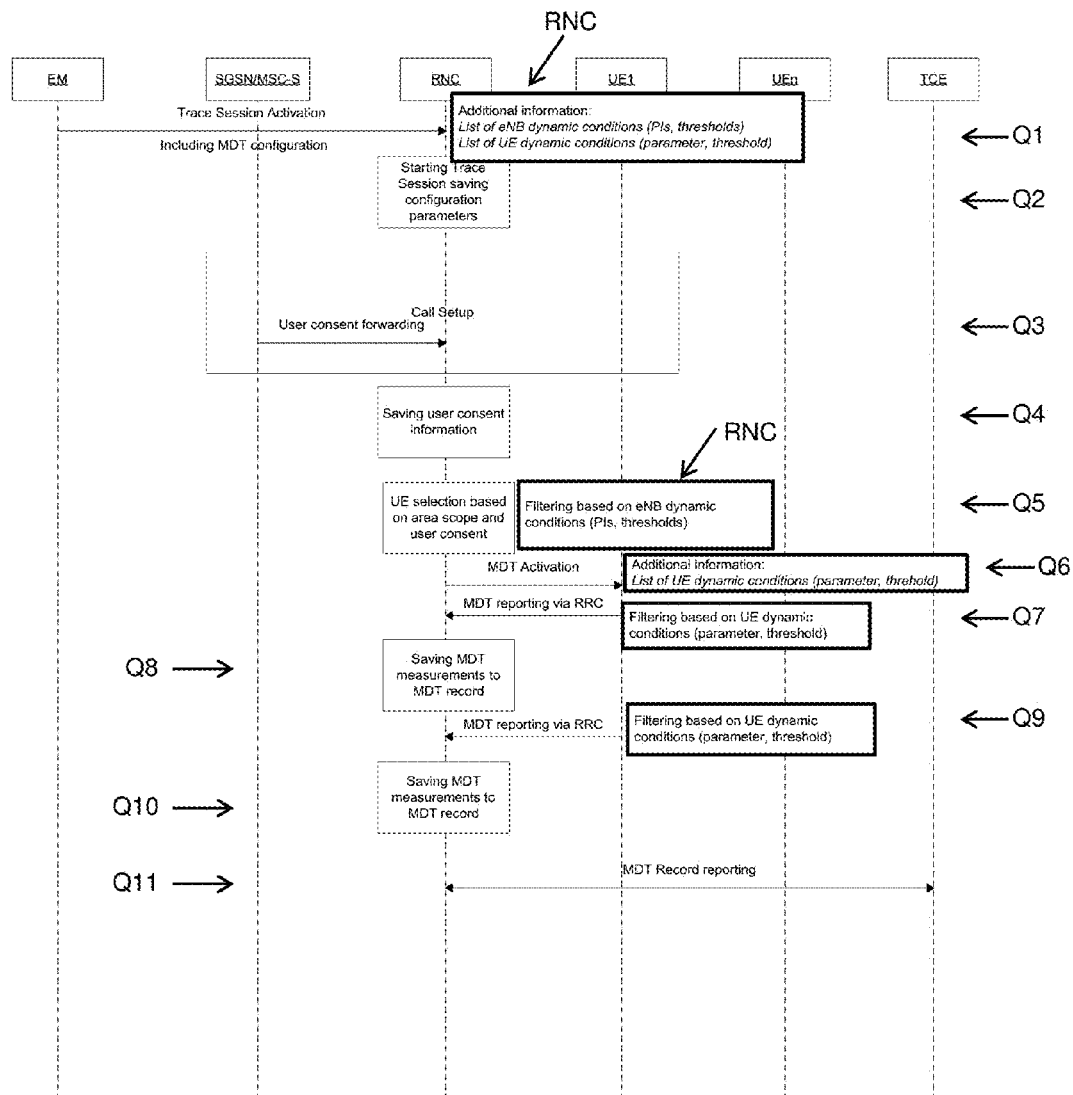 RNC
EM
SGSN/MSC-S
RNC
UE1
UEn
TCE
Trace Session Activation
Including MDT configuration
Additional information:
List of eNB dynamic conditions (PIs, thresholds)
List of UE dynamic conditions (parameter, threshold)
Q1
Starting Trace
Session saving
configuration
parameters
Q2
Call Setup
User consent forwarding
Q3
Saving user consent
information
Q4
RNC
UE selection based
on area scope and
user consent
Filtering based on eNB dynamic
conditions (PIs, thresholds)
Q5
MDT Activation
Additional information:
List of UE dynamic conditions (parameter, threhold)
Q6
MDT reporting via RRC
Filtering based on UE dynamic
conditions (parameter, threshold)
Q7
Q8
Saving MDT
measurements to
MDT record
MDT reporting via RRC
Filtering based on UE dynamic
conditions (parameter, threshold)
Q9
Saving MDT
measurements to
MDT record
Q10
Q11
MDT Record reporting